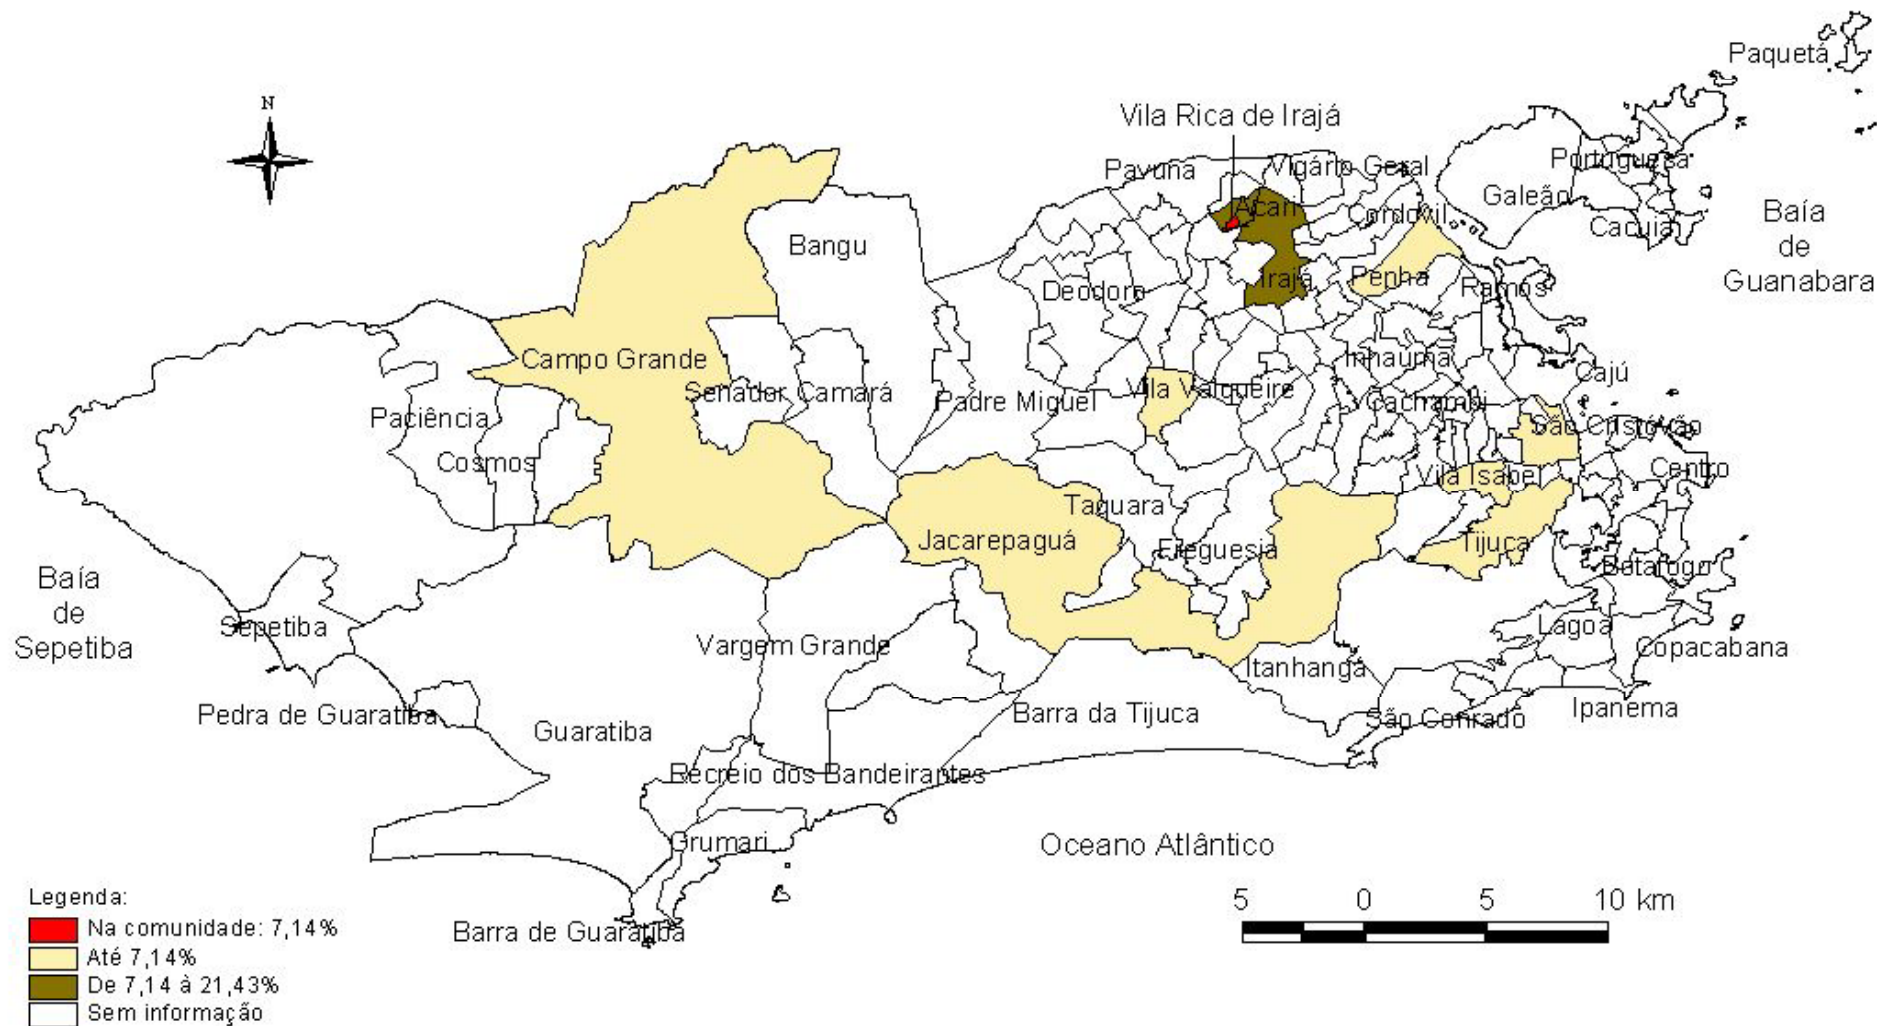 Paquetá
N
Vila Rica de Irajá
Pavuna
Vigário Geral
Portuguesa
Galeão
Acari
Cordovil
Cacuia
Baía
de
Guanabara
Bangu
Deodoro
Irajá
Penha
Ramos
Campo Grande
Senador Camará
Padre Miguel
Vila Valqueire
Inhaúma
Cachambi
Cajú
Paciência
Cosmos
São Cristóvão
Vila Isabel
Centro
Taquara
Jacarepaguá
Freguesia
Tijuca
Botafogo
Baía
de
Sepetiba
Sepetiba
Vargem Grande
Itanhangá
Lagoa
Copacabana
Pedra de Guaratiba
Guaratiba
Barra da Tijuca
São Conrado
Ipanema
Recreio dos Bandeirantes
Grumari
Oceano Atlântico
Barra de Guaratiba
Legenda:
Na comunidade: 7,14%
Até 7,14%
De 7,14 à 21,43%
Sem informação
5 0 5 10 km